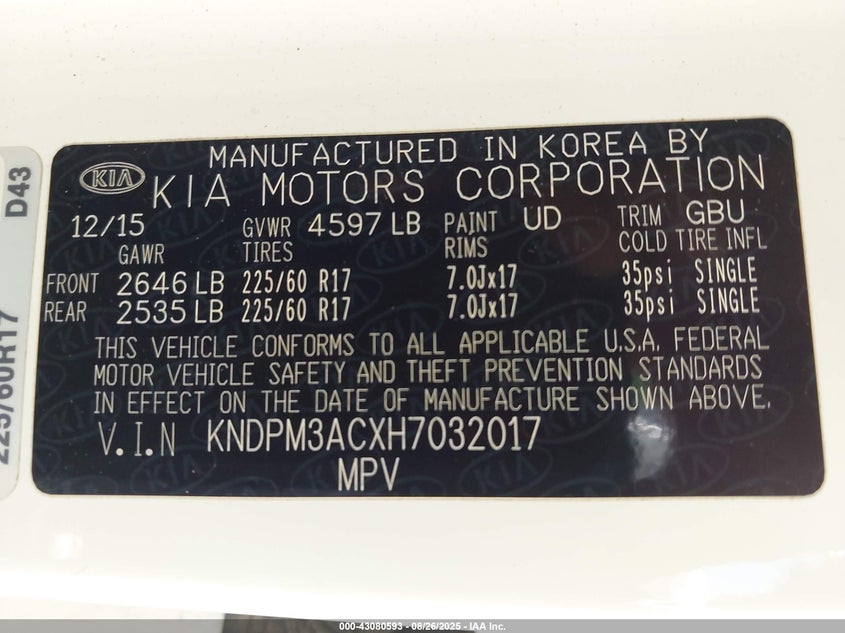 MANUFACTURED IN KOREA BY
KIA KIA MOTORS CORPORATION
12/15 GVWR 4597 LB PAINT UD TRIM GBU
GAWR TIRES RIMS COLD TIRE INFL
FRONT 2646 LB 225/60 R17 7.0Jx17 35psi SINGLE
REAR 2535 LB 225/60 R17 7.0Jx17 35psi SINGLE
THIS VEHICLE CONFORMS TO ALL APPLICABLE U.S.A. FEDERAL
MOTOR VEHICLE SAFETY AND THEFT PREVENTION STANDARDS
IN EFFECT ON THE DATE OF MANUFACTURE SHOWN ABOVE.
V.I.N KNDPM3ACXH7032017
MPV
D43
225/60R17
000-43080593 - 08/26/2025 - IAA Inc.